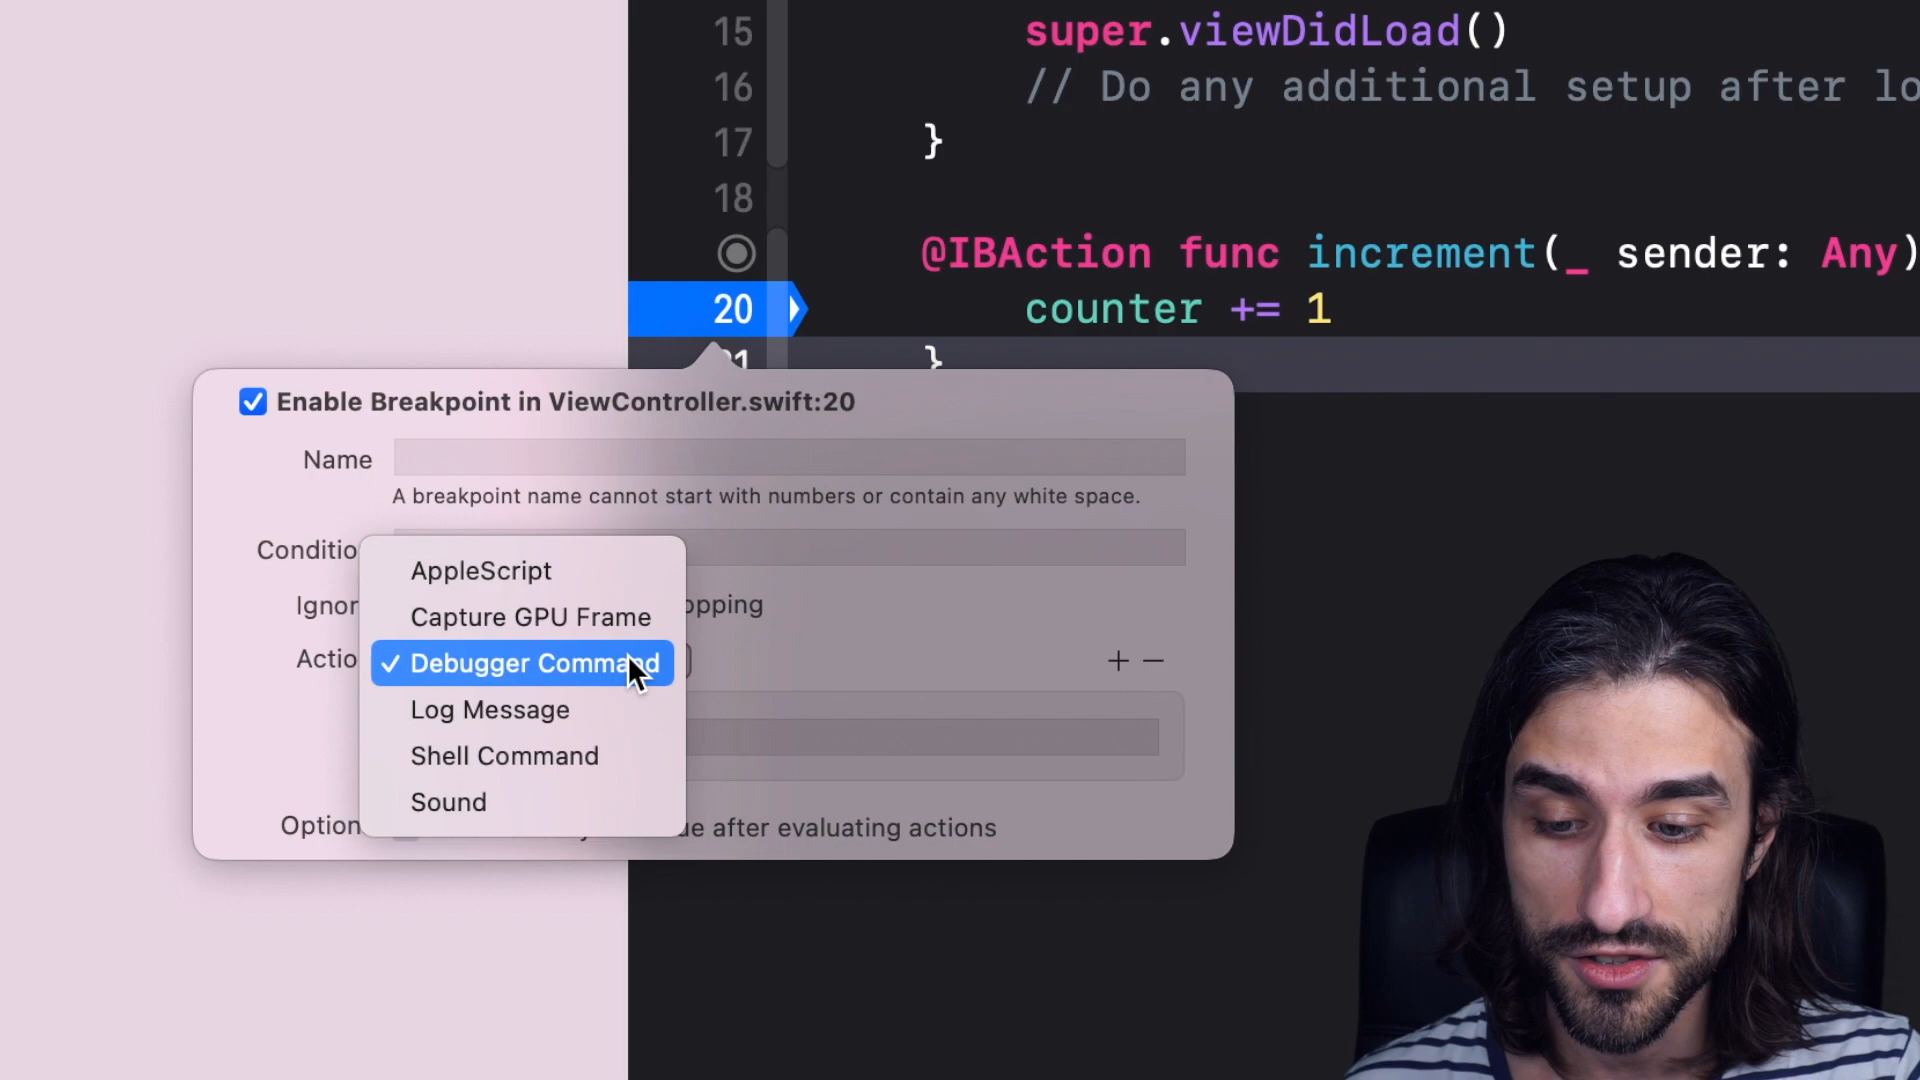 15 super.viewDidLoad()
16 // Do any additional setup after lo
17 }
18
@IBAction func increment(_ sender: Any)
20 counter += 1
}
Enable Breakpoint in ViewController.swift:20
Name
A breakpoint name cannot start with numbers or contain any white space.
Conditio
AppleScript
Capture GPU Frame
Ignor opping
Actio ✓ Debugger Command + −
Log Message
Shell Command
Sound
Option ue after evaluating actions